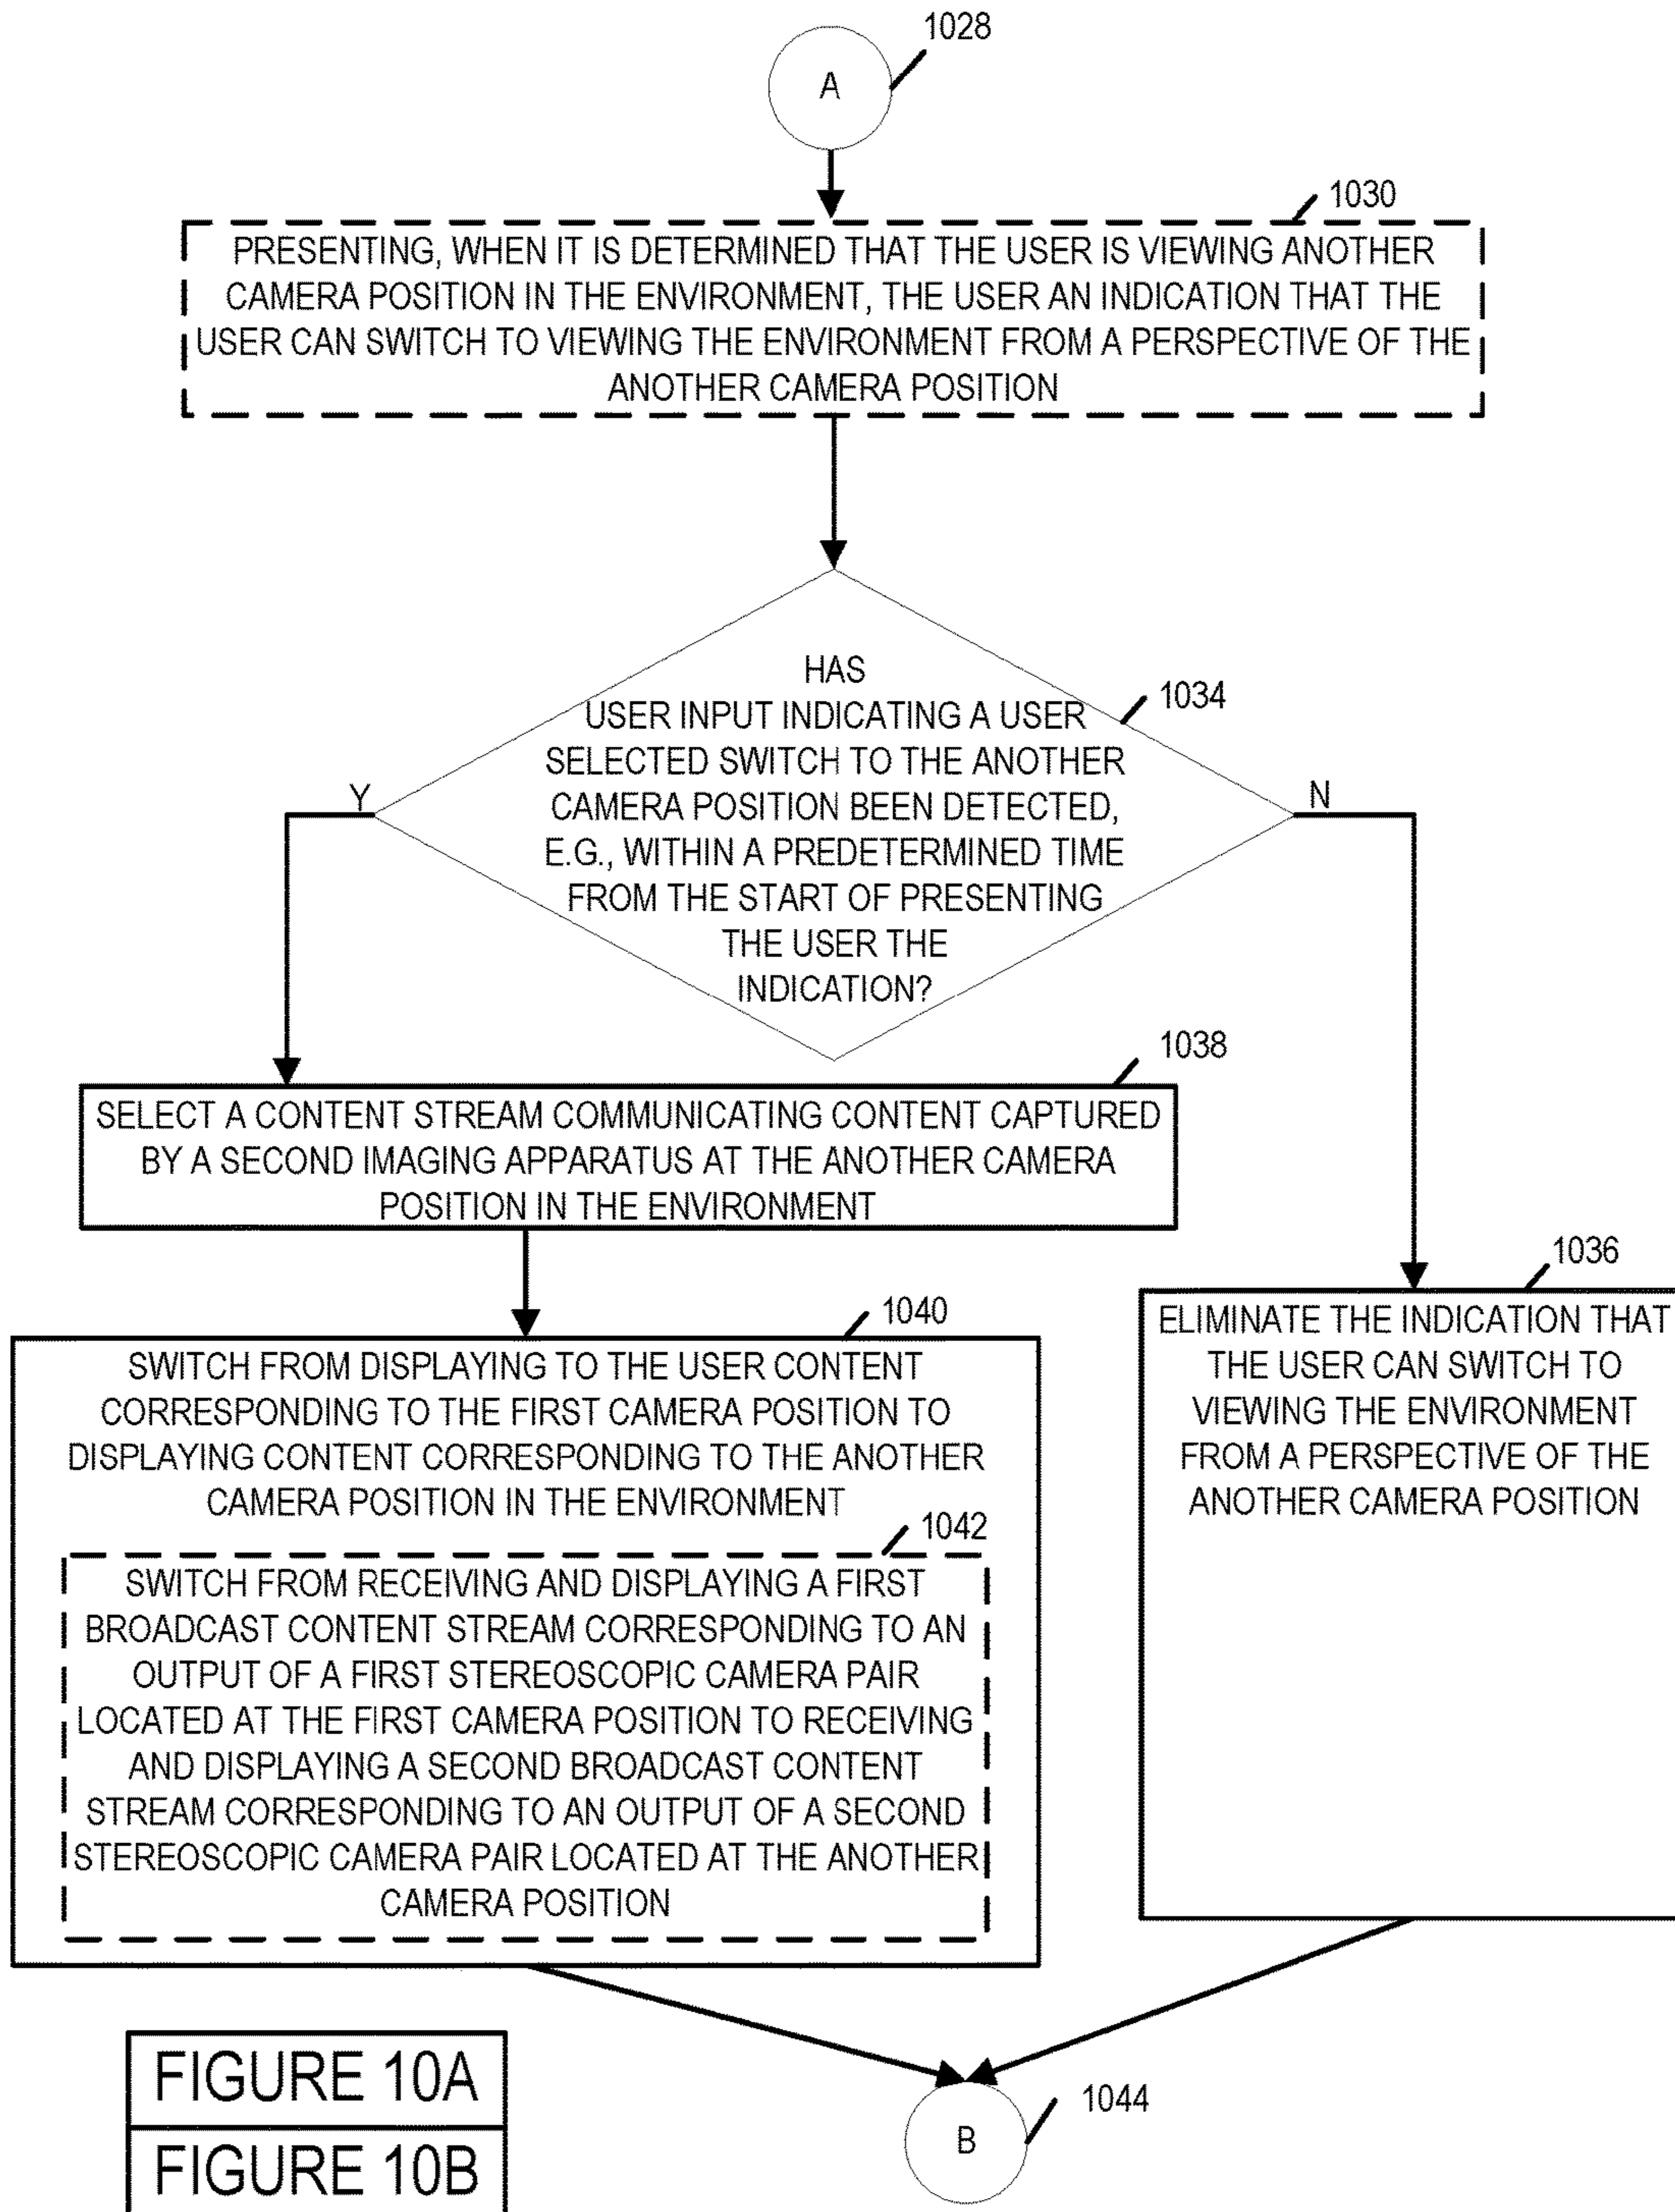 1028
A
1030
PRESENTING, WHEN IT IS DETERMINED THAT THE USER IS VIEWING ANOTHER
CAMERA POSITION IN THE ENVIRONMENT, THE USER AN INDICATION THAT THE
USER CAN SWITCH TO VIEWING THE ENVIRONMENT FROM A PERSPECTIVE OF THE
ANOTHER CAMERA POSITION
HAS
USER INPUT INDICATING A USER
SELECTED SWITCH TO THE ANOTHER
CAMERA POSITION BEEN DETECTED,
E.G., WITHIN A PREDETERMINED TIME
FROM THE START OF PRESENTING
THE USER THE
INDICATION?
1034
Y
N
1038
SELECT A CONTENT STREAM COMMUNICATING CONTENT CAPTURED
BY A SECOND IMAGING APPARATUS AT THE ANOTHER CAMERA
POSITION IN THE ENVIRONMENT
1040
SWITCH FROM DISPLAYING TO THE USER CONTENT
CORRESPONDING TO THE FIRST CAMERA POSITION TO
DISPLAYING CONTENT CORRESPONDING TO THE ANOTHER
CAMERA POSITION IN THE ENVIRONMENT
1042
SWITCH FROM RECEIVING AND DISPLAYING A FIRST
BROADCAST CONTENT STREAM CORRESPONDING TO AN
OUTPUT OF A FIRST STEREOSCOPIC CAMERA PAIR
LOCATED AT THE FIRST CAMERA POSITION TO RECEIVING
AND DISPLAYING A SECOND BROADCAST CONTENT
STREAM CORRESPONDING TO AN OUTPUT OF A SECOND
STEREOSCOPIC CAMERA PAIR LOCATED AT THE ANOTHER
CAMERA POSITION
1036
ELIMINATE THE INDICATION THAT
THE USER CAN SWITCH TO
VIEWING THE ENVIRONMENT
FROM A PERSPECTIVE OF THE
ANOTHER CAMERA POSITION
FIGURE 10A
FIGURE 10B
B
1044